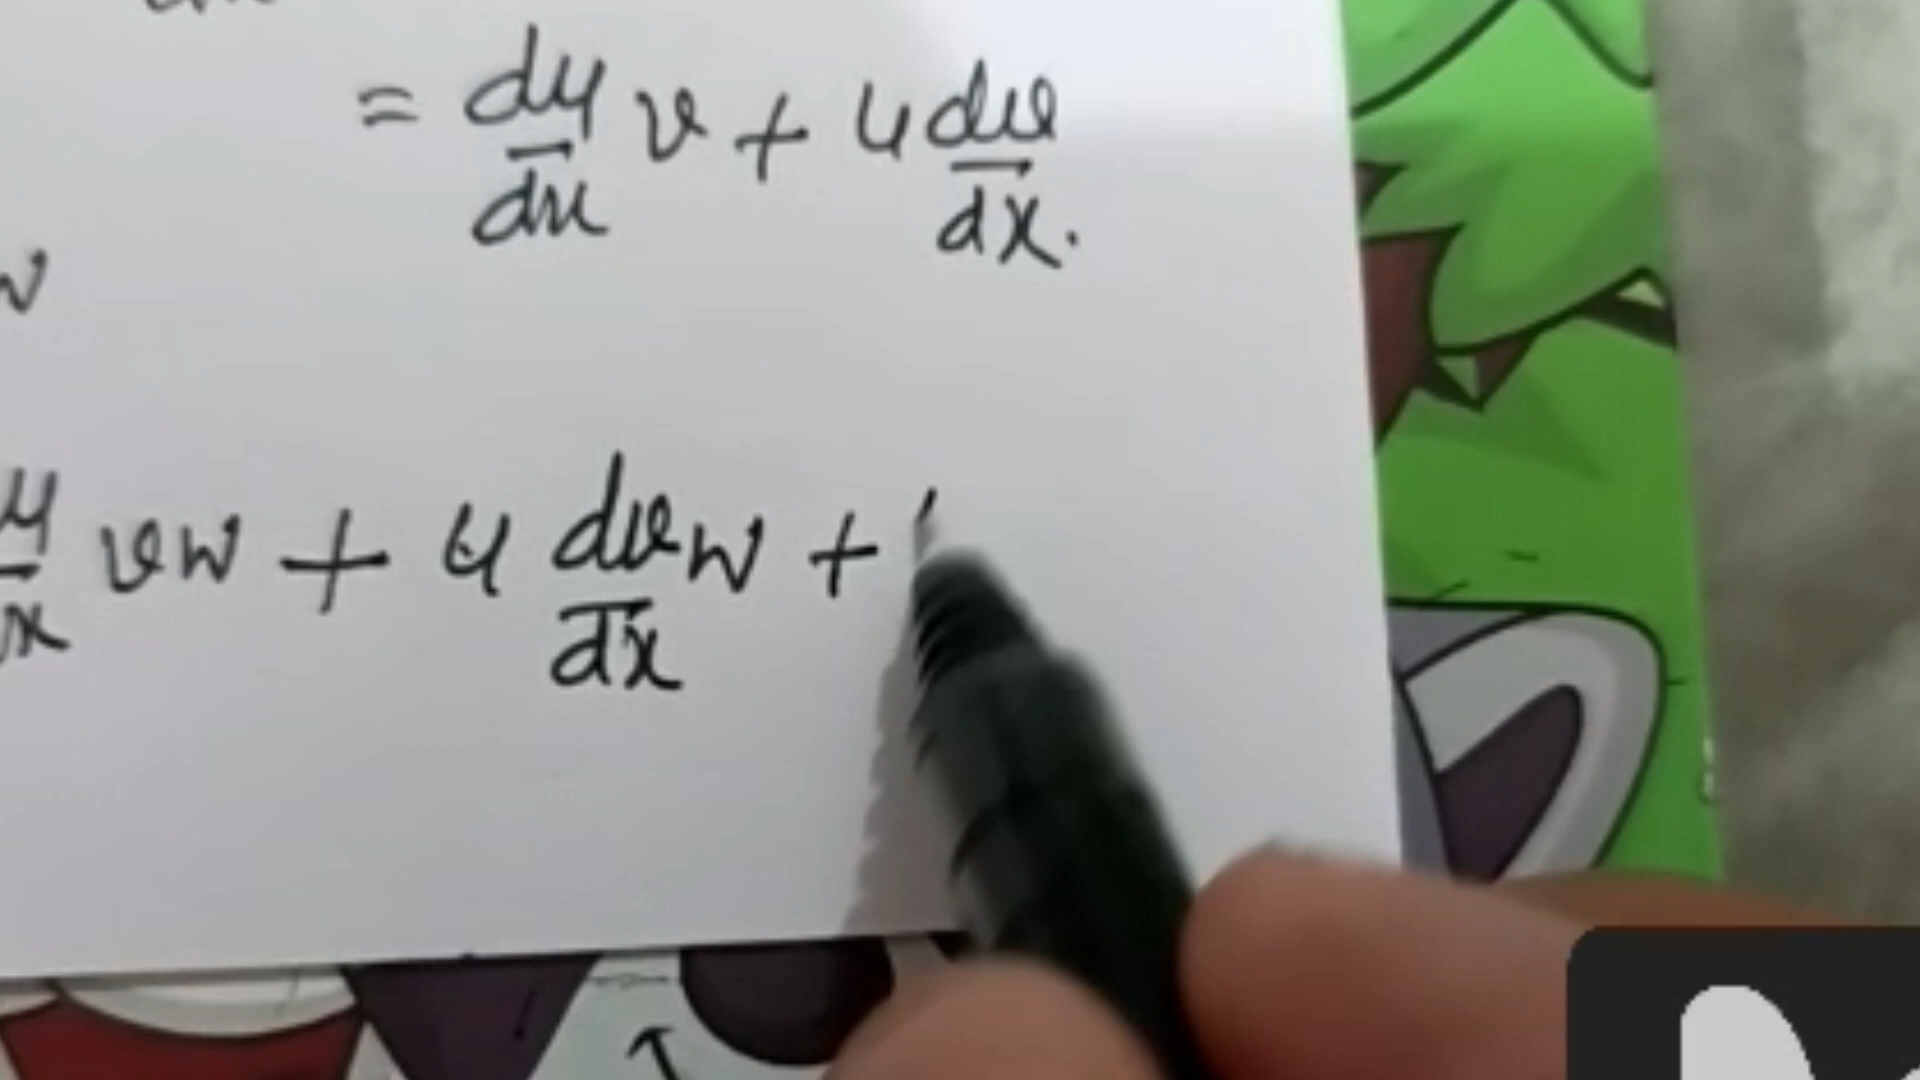 = du/dx v + u dv/dx.
w
u/x vw + u dv/dx w +